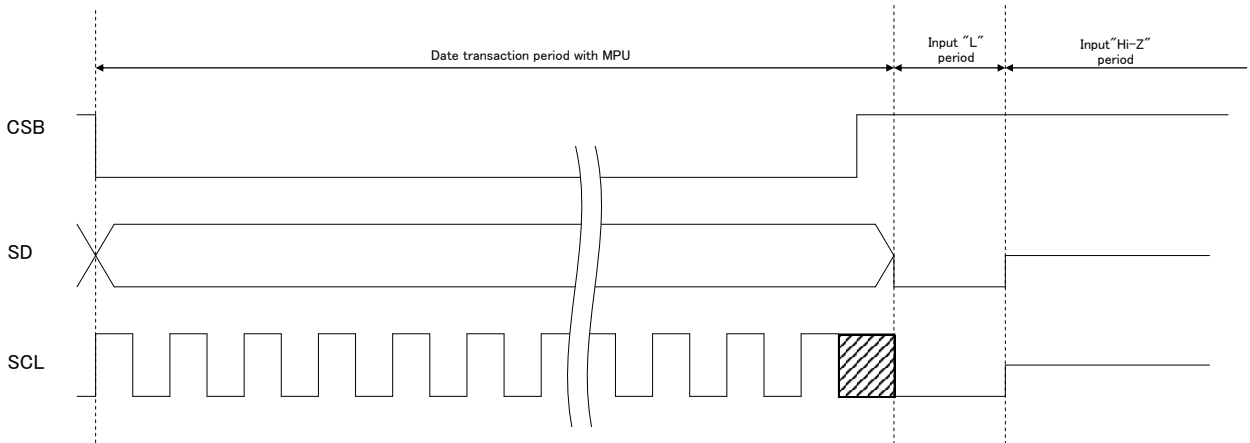 Date transaction period with MPU
Input "L"
period
Input"Hi-Z"
period
CSB
SD
SCL